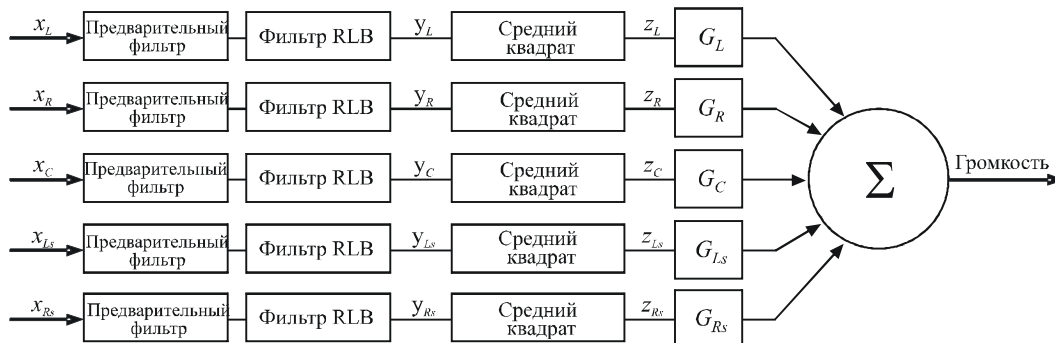 x_L Предварительный фильтр Фильтр RLB y_L Средний квадрат z_L G_L
x_R Предварительный фильтр Фильтр RLB y_R Средний квадрат z_R G_R
x_C Предварительный фильтр Фильтр RLB y_C Средний квадрат z_C G_C
Σ Громкость
x_Ls Предварительный фильтр Фильтр RLB y_Ls Средний квадрат z_Ls G_Ls
x_Rs Предварительный фильтр Фильтр RLB y_Rs Средний квадрат z_Rs G_Rs